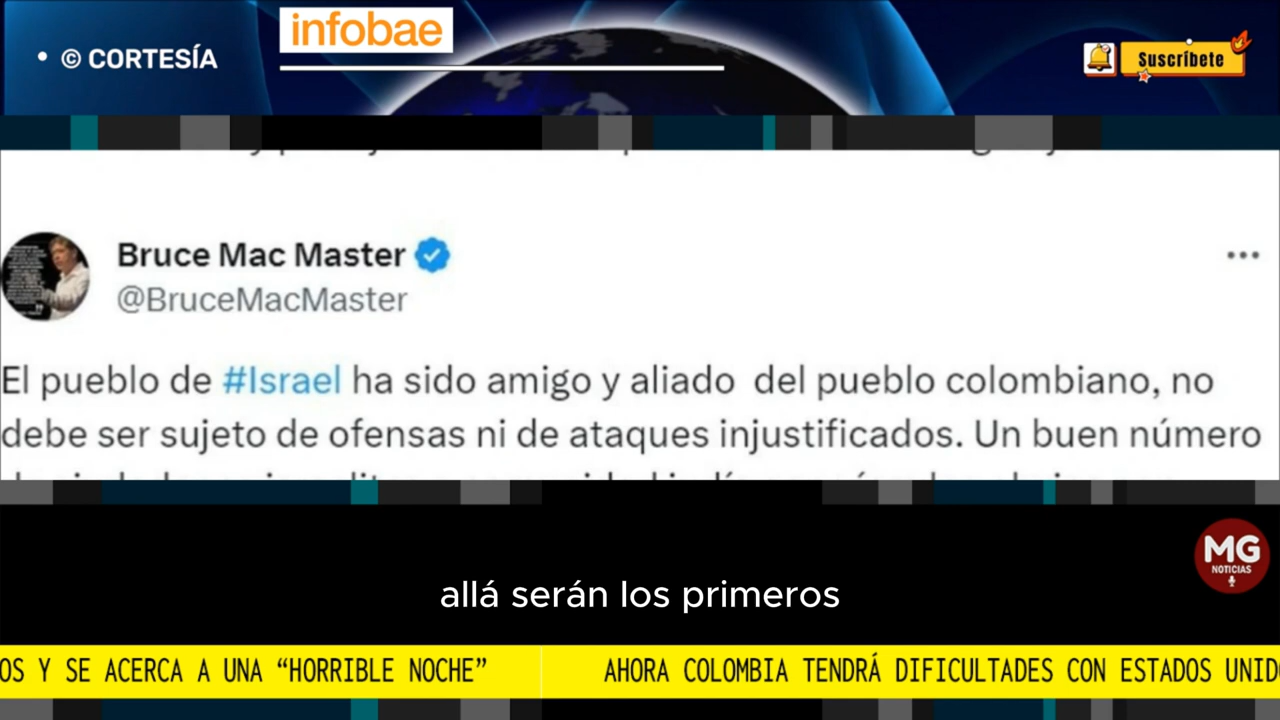 • © CORTESÍA
infobae
Suscríbete
Bruce Mac Master
@BruceMacMaster
El pueblo de #Israel ha sido amigo y aliado del pueblo colombiano, no
debe ser sujeto de ofensas ni de ataques injustificados. Un buen número
MG
NOTICIAS
allá serán los primeros
OS Y SE ACERCA A UNA “HORRIBLE NOCHE” AHORA COLOMBIA TENDRÁ DIFICULTADES CON ESTADOS UNID